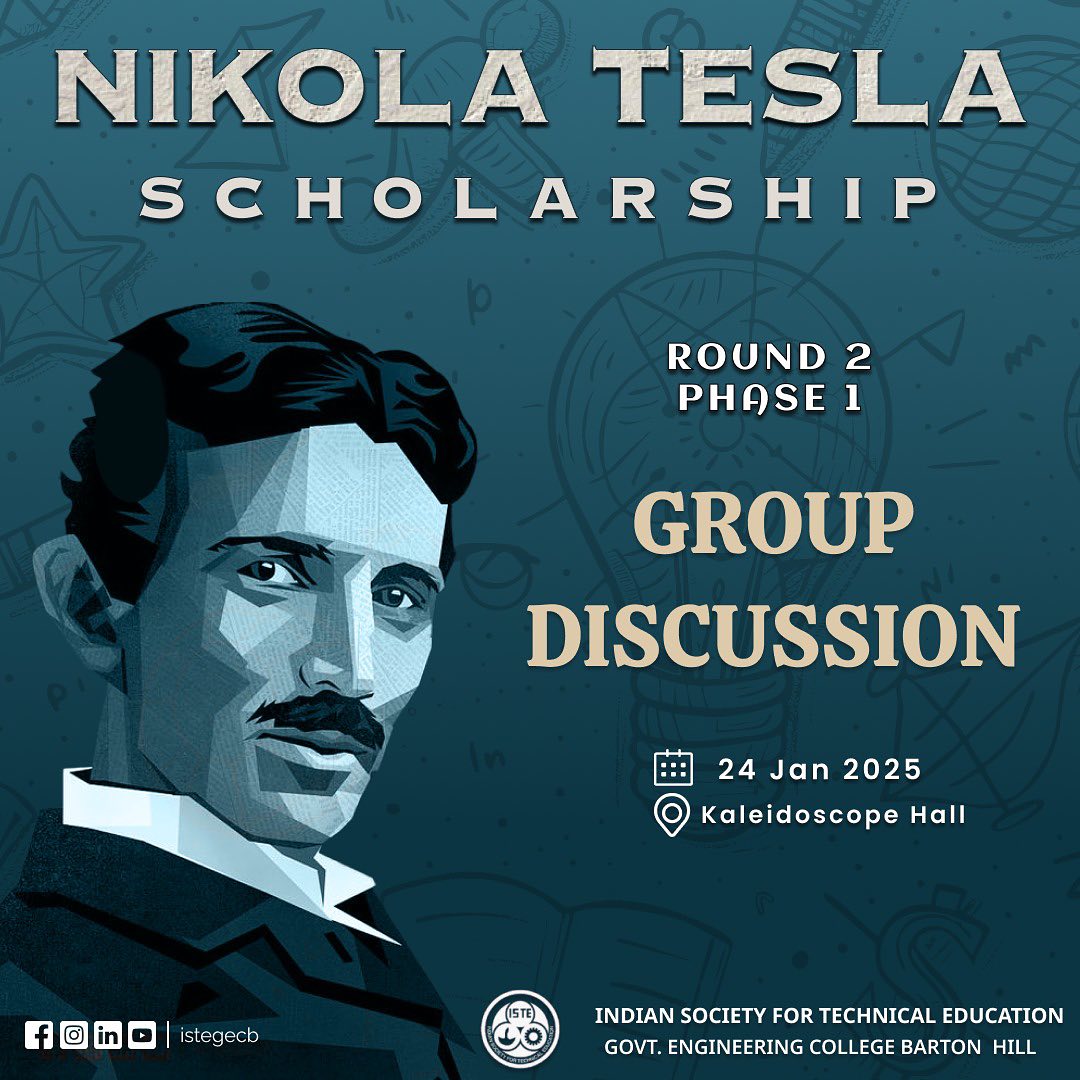 NIKOLA TESLA
SCHOLARSHIP
ROUND 2
PHASE 1
GROUP
DISCUSSION
24 Jan 2025
Kaleidoscope Hall
istegecb
ISTE
INDIAN SOCIETY FOR TECHNICAL EDUCATION
GOVT. ENGINEERING COLLEGE BARTON HILL